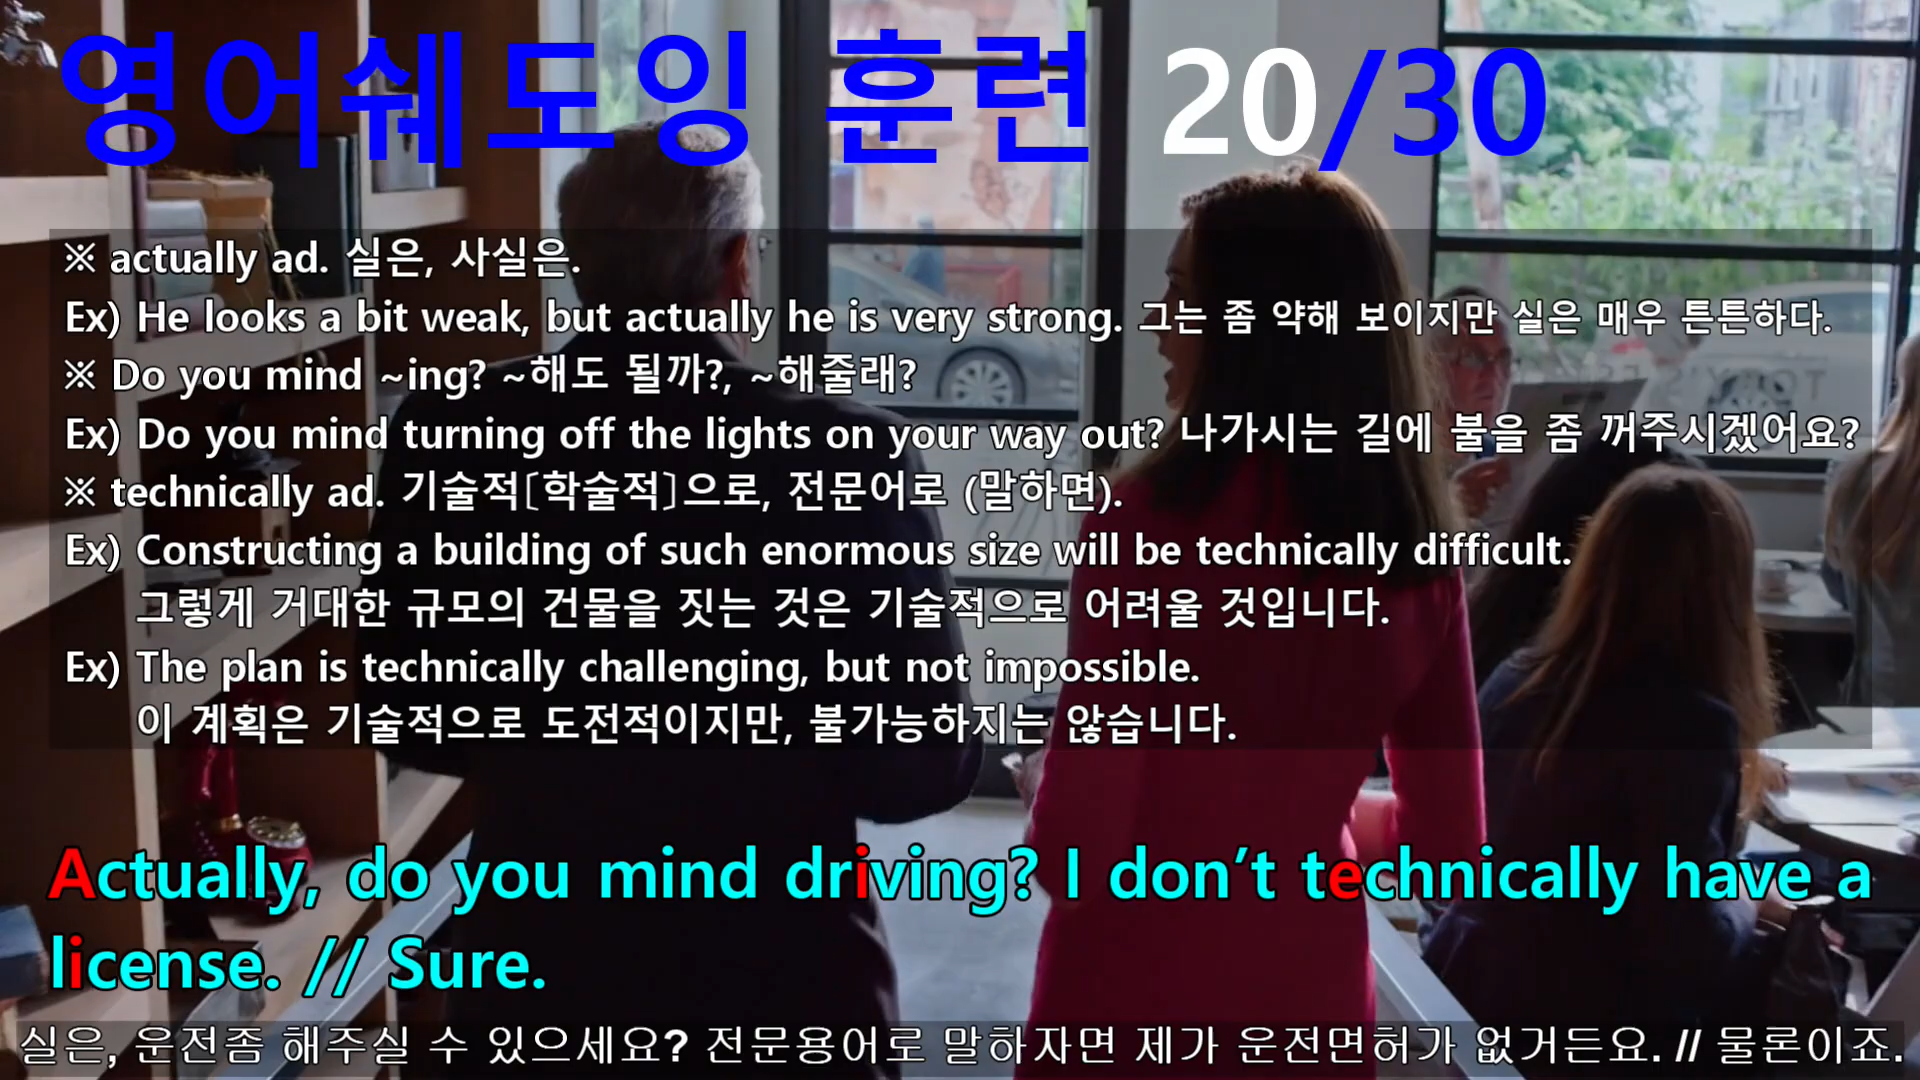 영어쉐도잉 훈련 20/30
※ actually ad. 실은, 사실은.
Ex) He looks a bit weak, but actually he is very strong. 그는 좀 약해 보이지만 실은 매우 튼튼하다.
※ Do you mind ~ing? ~해도 될까?, ~해줄래?
Ex) Do you mind turning off the lights on your way out? 나가시는 길에 불을 좀 꺼주시겠어요?
※ technically ad. 기술적[학술적]으로, 전문어로 (말하면).
Ex) Constructing a building of such enormous size will be technically difficult.
그렇게 거대한 규모의 건물을 짓는 것은 기술적으로 어려울 것입니다.
Ex) The plan is technically challenging, but not impossible.
이 계획은 기술적으로 도전적이지만, 불가능하지는 않습니다.
Actually, do you mind driving? I don’t technically have a
license. // Sure.
실은, 운전좀 해주실 수 있으세요? 전문용어로 말하자면 제가 운전면허가 없거든요. // 물론이죠.